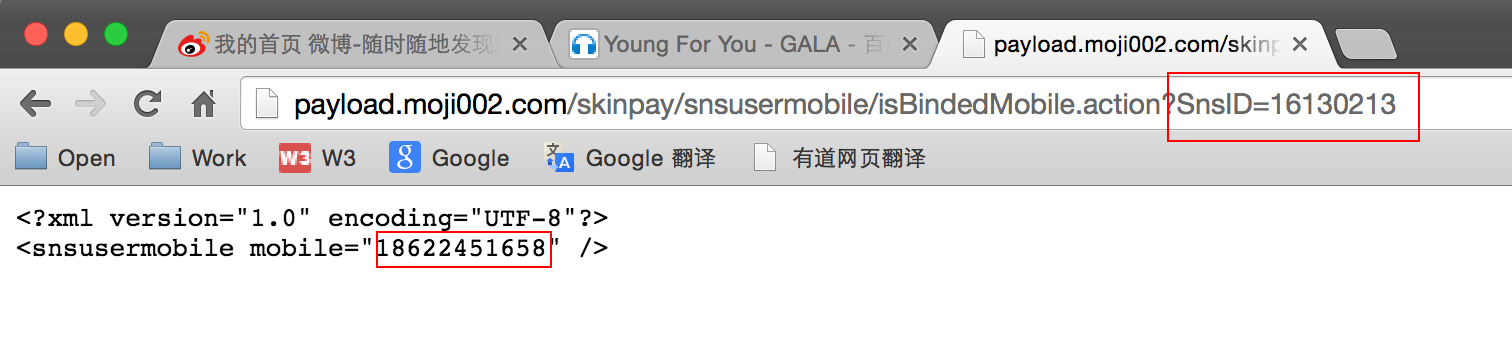 我的首页 微博-随时随地发现
Young For You - GALA - 百
payload.moji002.com/skinp
payload.moji002.com/skinpay/snsusermobile/isBindedMobile.action?SnsID=16130213
Open Work W3 W3 Google Google 翻译 有道网页翻译
<?xml version="1.0" encoding="UTF-8"?>
<snsusermobile mobile="18622451658" />